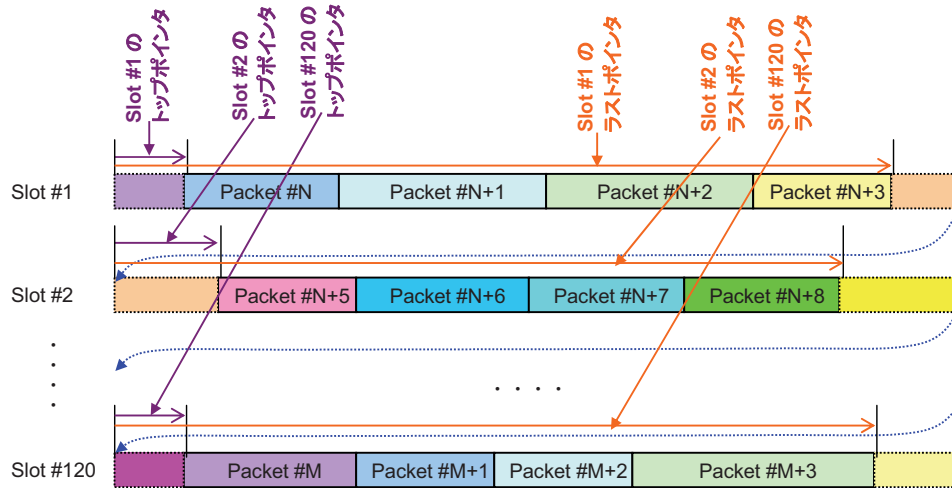 Slot #1 の
トップポインタ
Slot #2 の
トップポインタ
Slot #120 の
トップポインタ
Slot #1 の
ラストポインタ
Slot #2 の
ラストポインタ
Slot #120 の
ラストポインタ
Slot #1
Packet #N
Packet #N+1
Packet #N+2
Packet #N+3
Slot #2
Packet #N+5
Packet #N+6
Packet #N+7
Packet #N+8
Slot #120
Packet #M
Packet #M+1
Packet #M+2
Packet #M+3